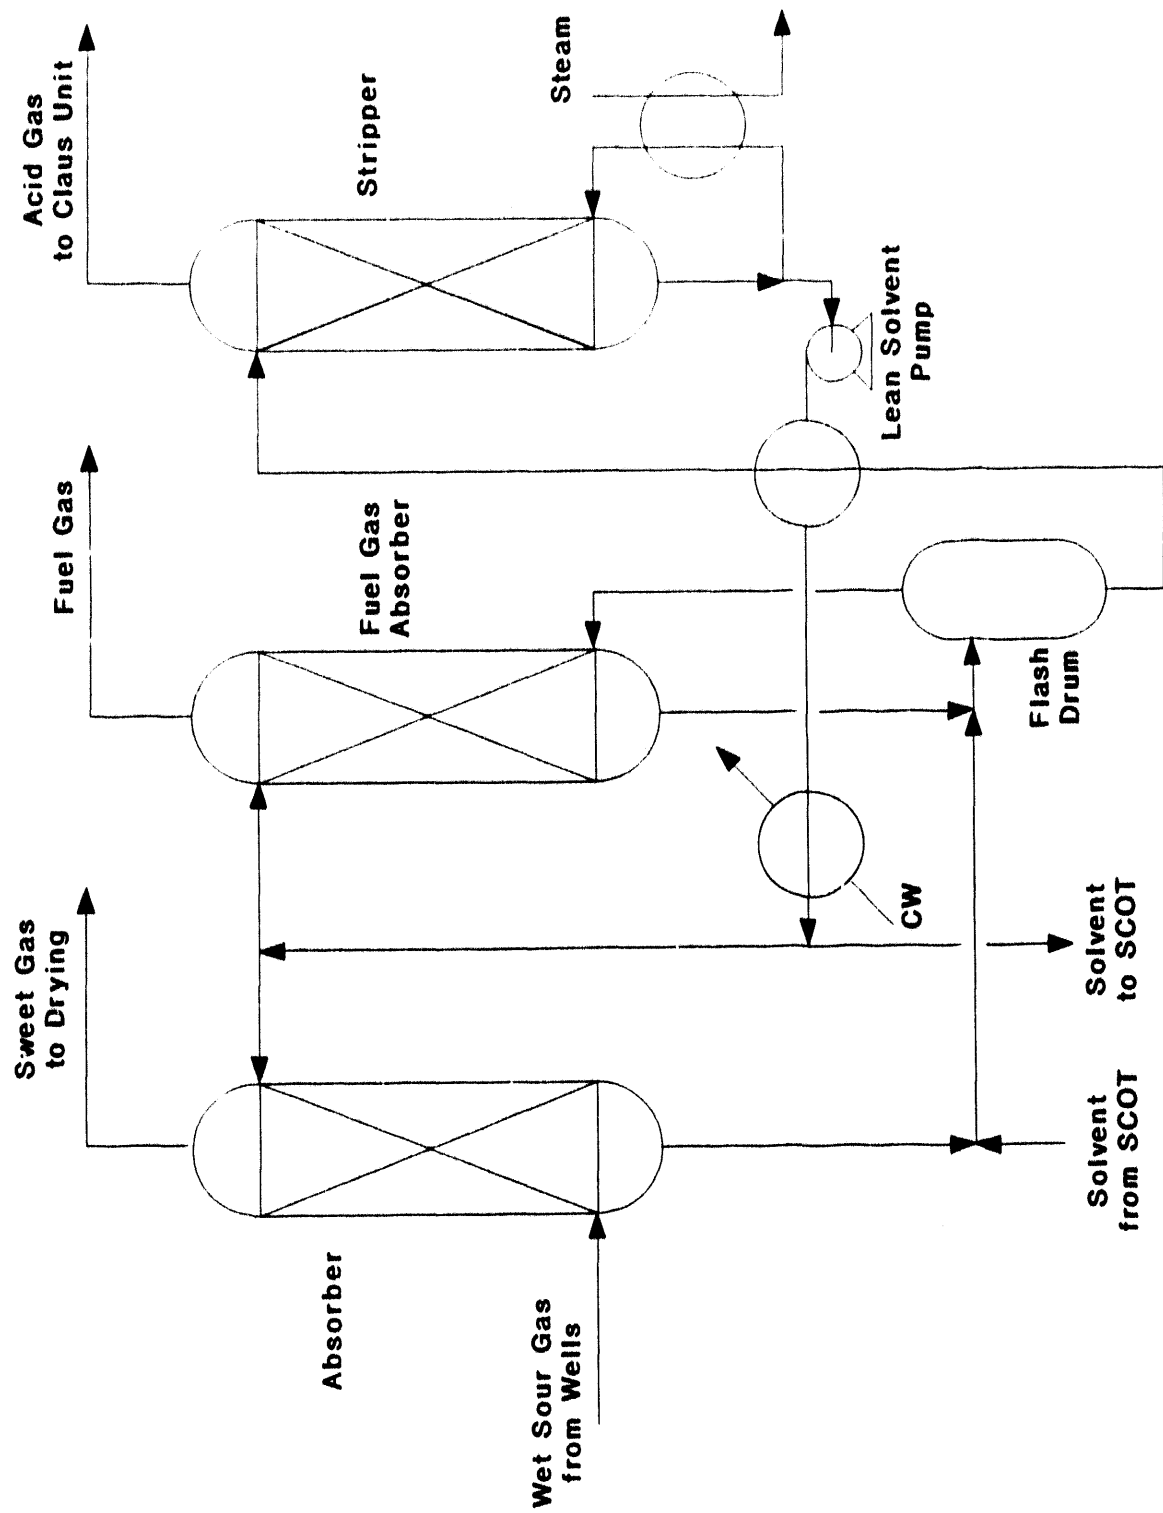 Sweet Gas
to Drying
Fuel Gas
Acid Gas
to Claus Unit
Absorber
Fuel Gas
Absorber
Stripper
Wet Sour Gas
from Wells
Steam
CW
Lean Solvent
Pump
Flash
Drum
Solvent
from SCOT
Solvent
to SCOT